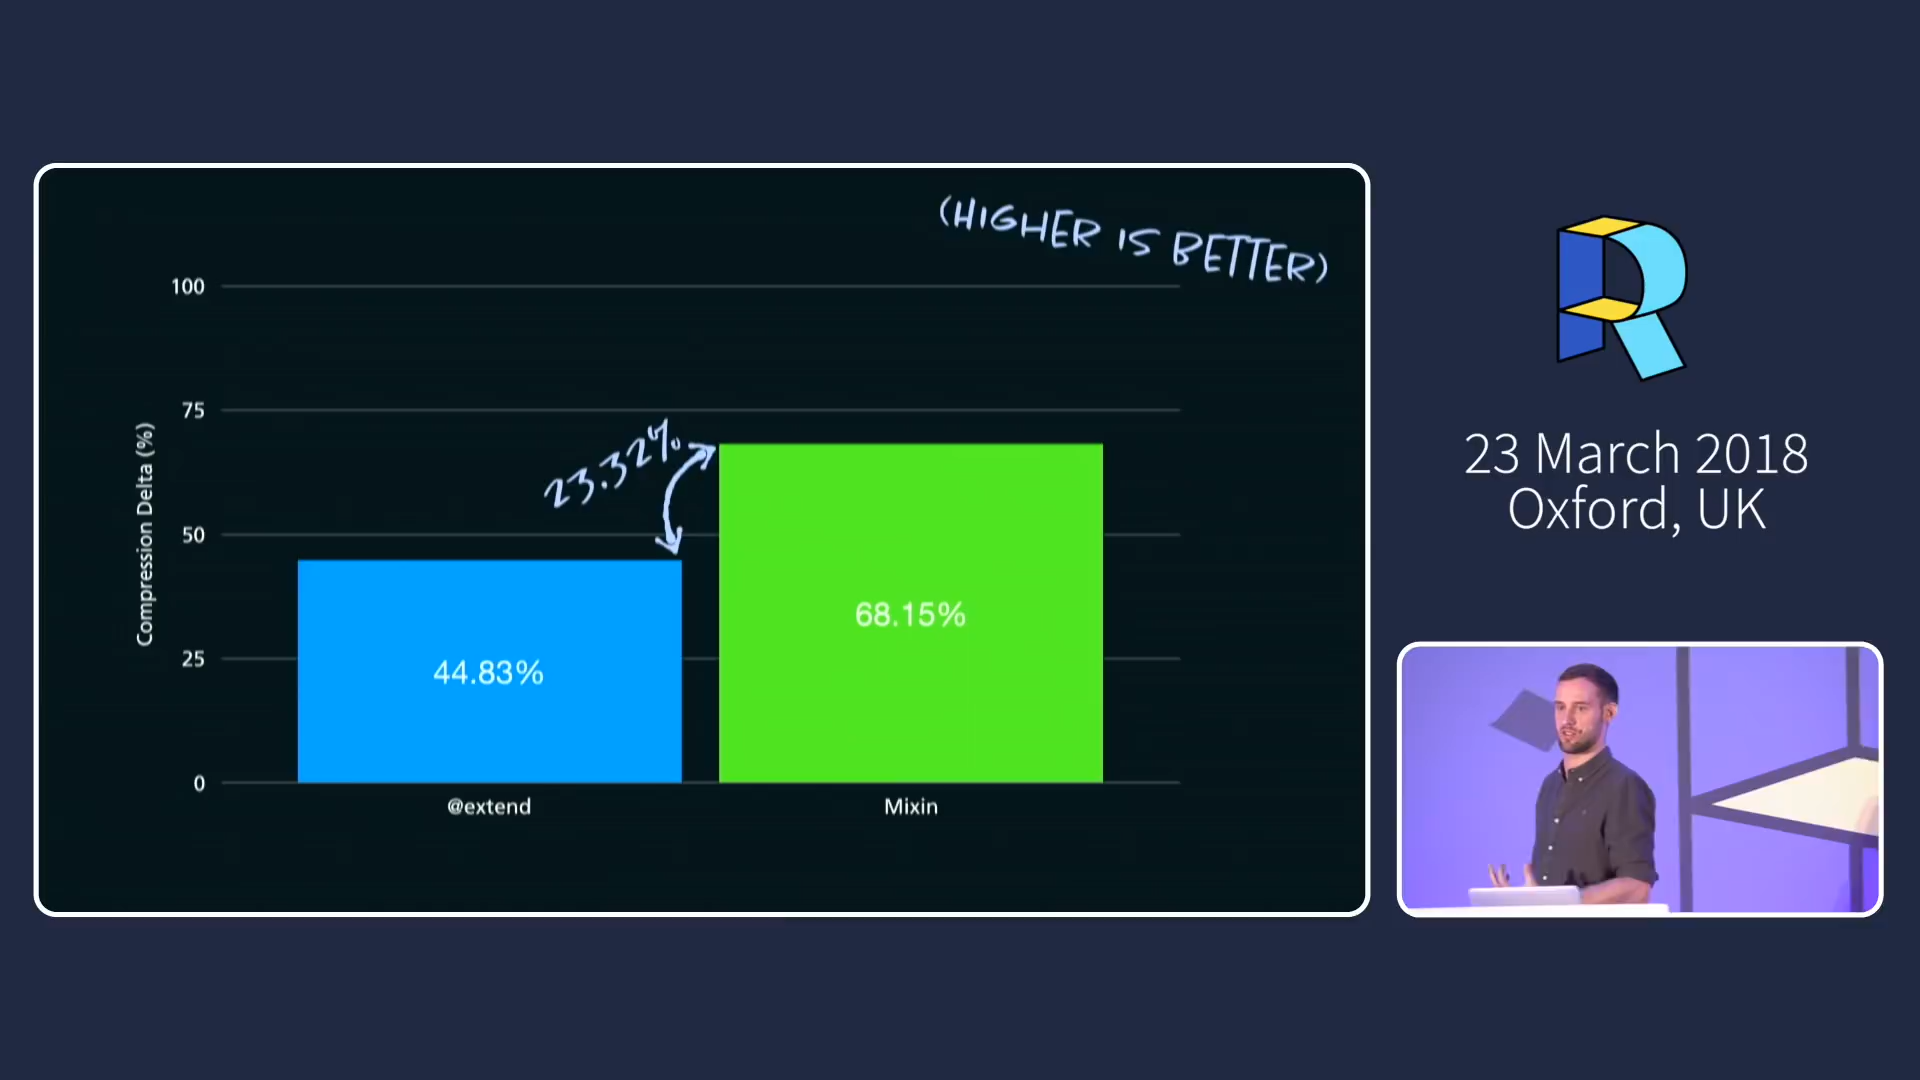 (HIGHER IS BETTER)
100
75
50
25
0
Compression Delta (%)
23.32%
44.83%
68.15%
@extend
Mixin
23 March 2018
Oxford, UK